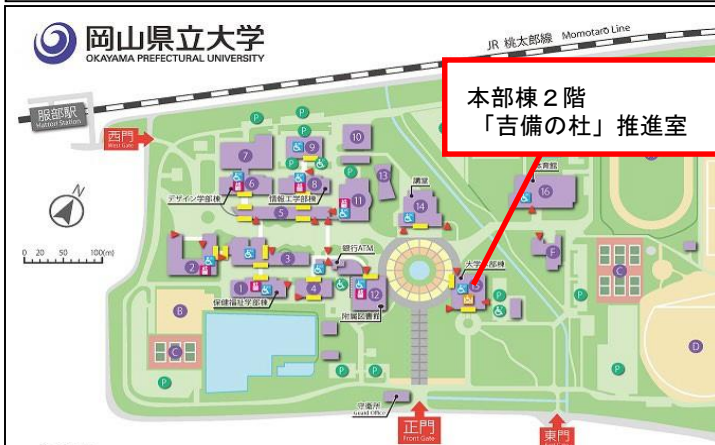 岡山県立大学
OKAYAMA PREFECTURAL UNIVERSITY
JR 桃太郎線 Momotaro Line
本部棟２階
「吉備の杜」推進室
服部駅
Hattori Station
西門
West Gate
P
P
P
P
P
10
9
7
育館
13
デザイン学部棟
6
情報工学部棟
8
講堂
16
11
14
5
N
0 20 50 100(m)
銀行ATM
大学
部棟
F
2
3
C
1
4
12
15
保健福祉学部棟
附属図書館
B
P
C
D
P
P
P
P
P
守衛所
Guard Office
正門
Front Gate
東門